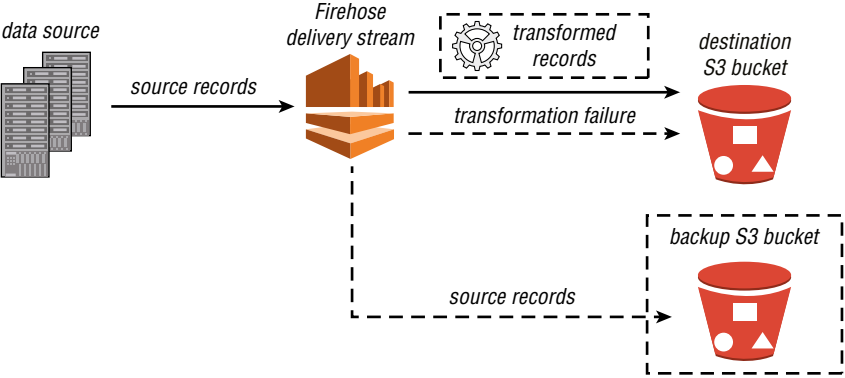 data source
source records
Firehose
delivery stream
transformed
records
transformation failure
destination
S3 bucket
backup S3 bucket
source records